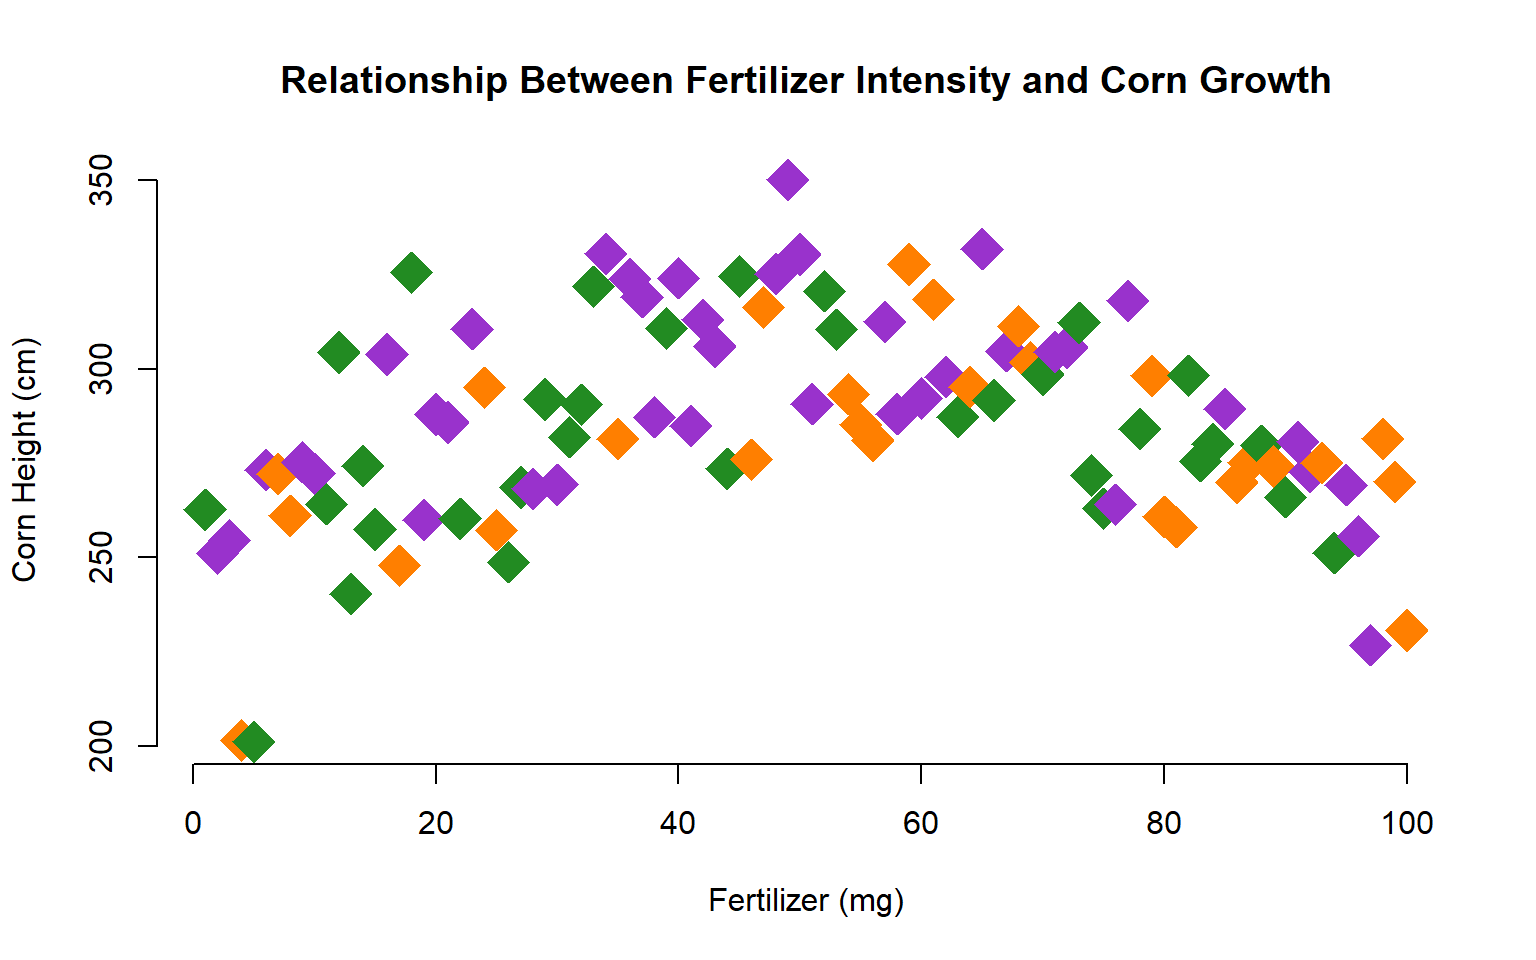 Relationship Between Fertilizer Intensity and Corn Growth
350
300
250
200
Corn Height (cm)
0 20 40 60 80 100
Fertilizer (mg)